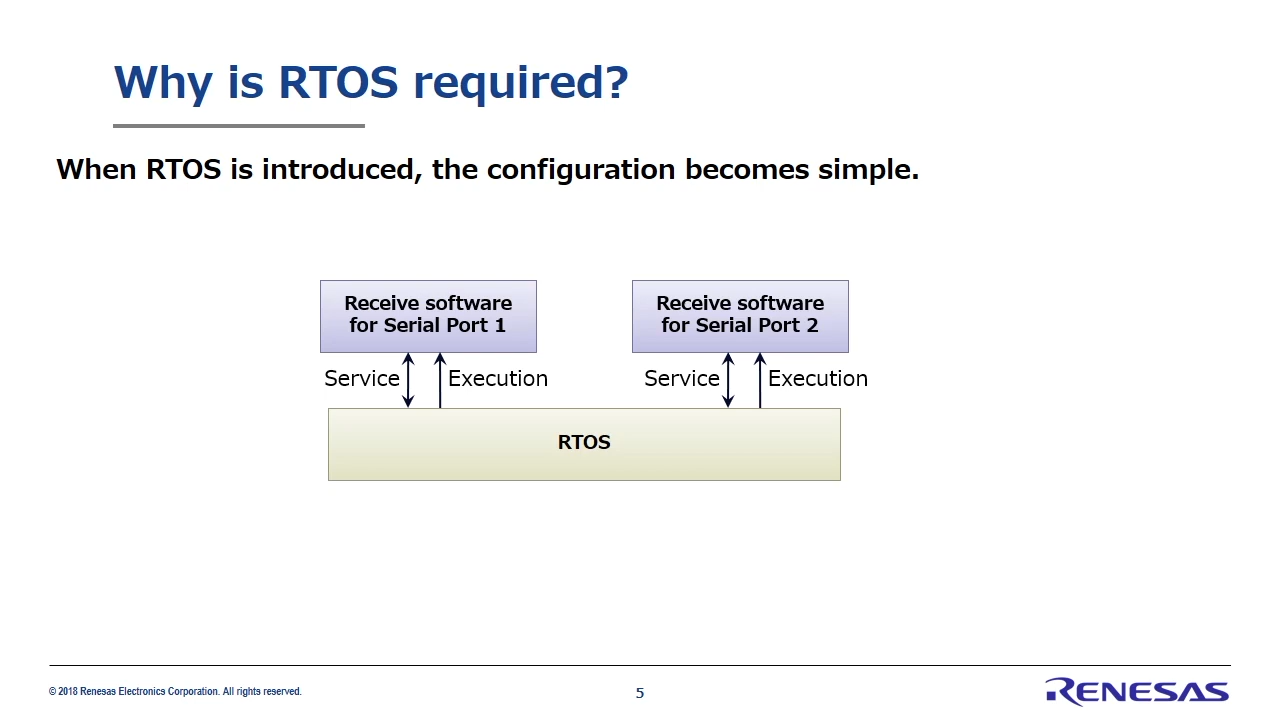 Why is RTOS required?
When RTOS is introduced, the configuration becomes simple.
Receive software
for Serial Port 1
Receive software
for Serial Port 2
Service
Execution
Service
Execution
RTOS
© 2018 Renesas Electronics Corporation. All rights reserved.
5
RENESAS